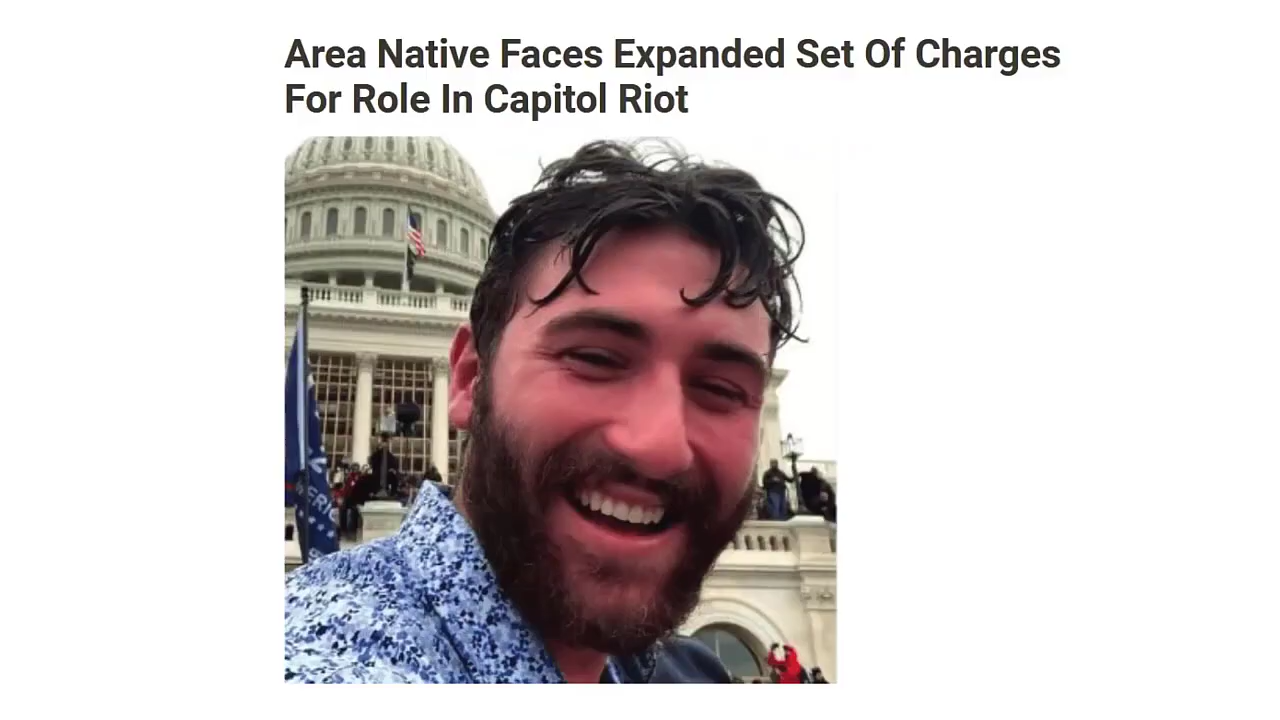 Area Native Faces Expanded Set Of Charges
For Role In Capitol Riot